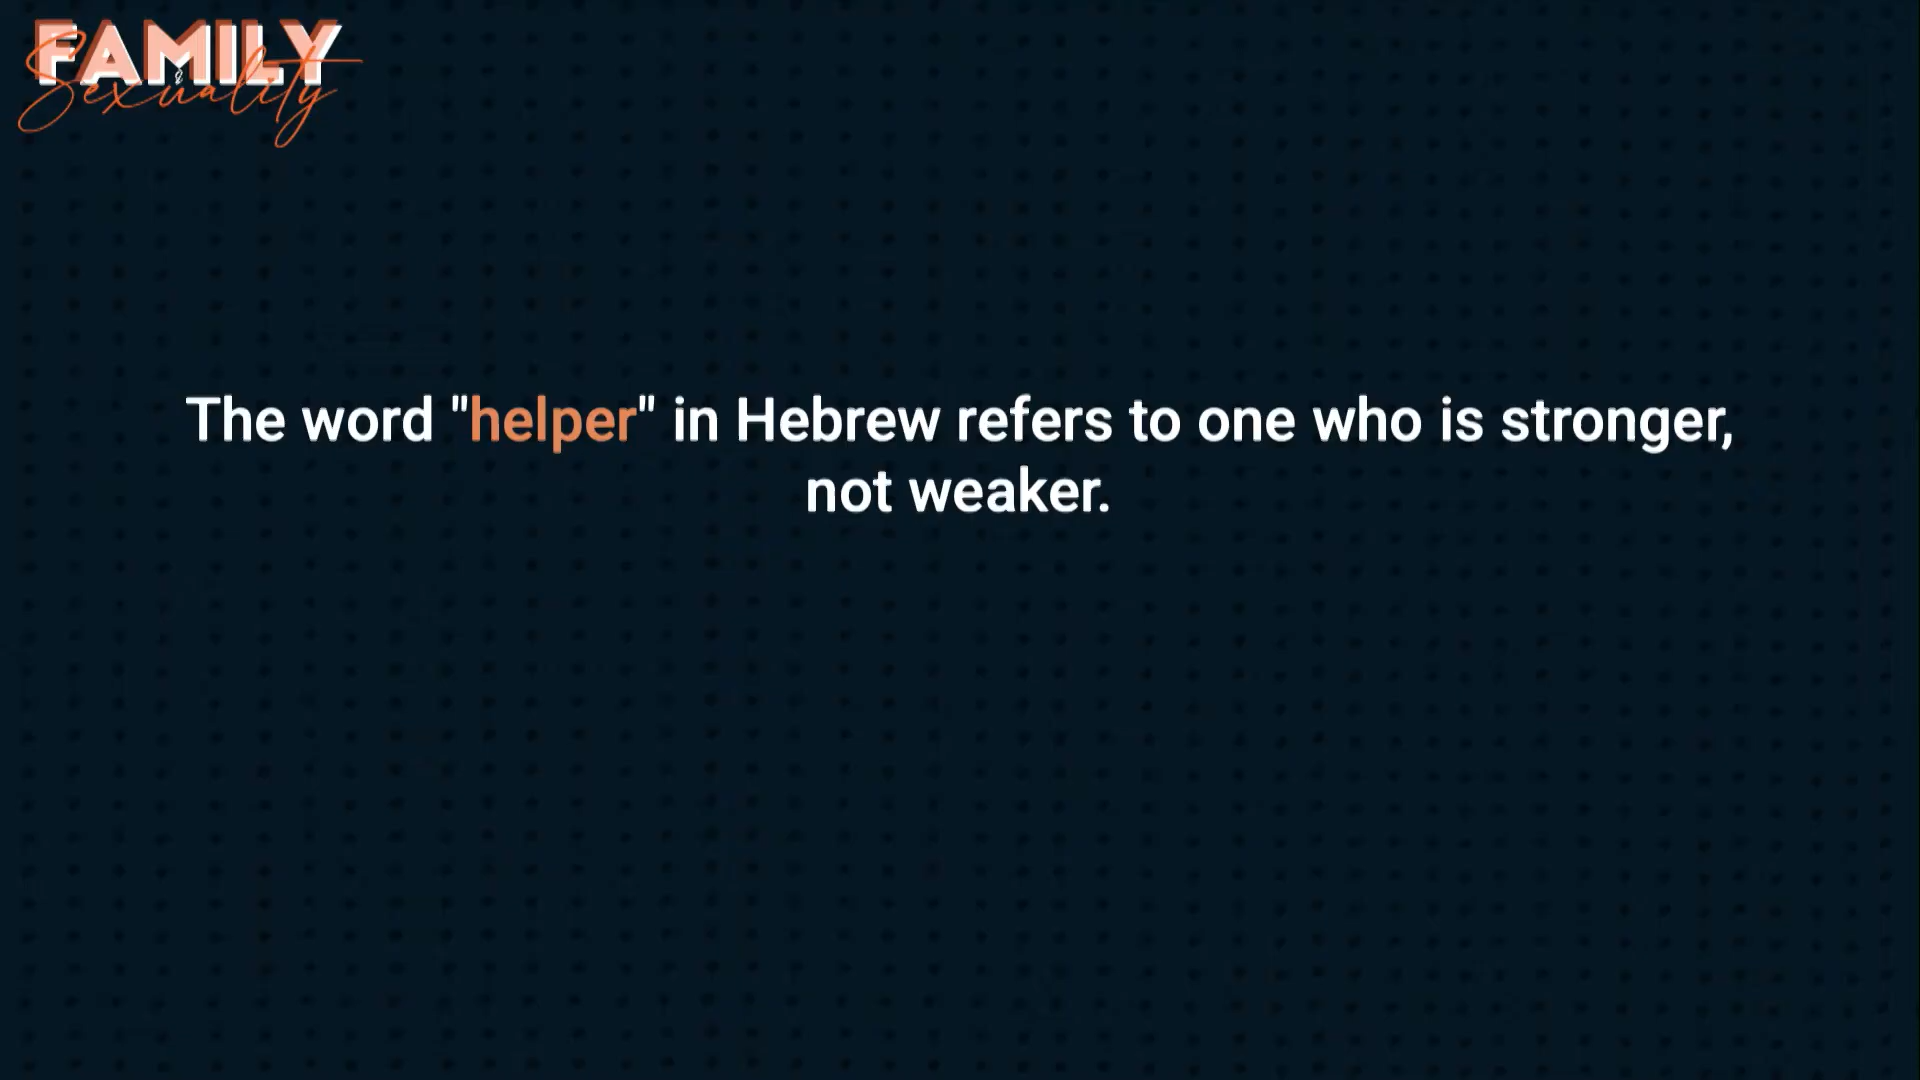 FAMILY
&
Sexuality
The word "helper" in Hebrew refers to one who is stronger,
not weaker.